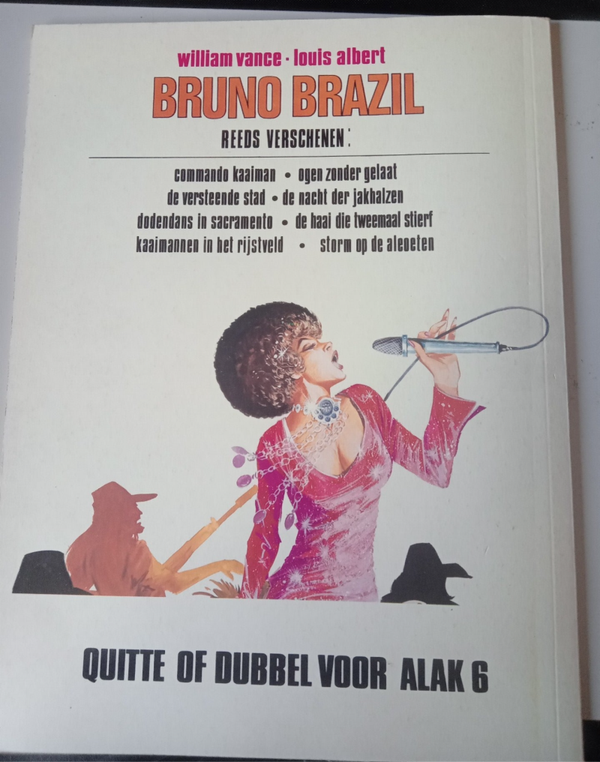 william vance · louis albert
BRUNO BRAZIL
REEDS VERSCHENEN:
commando kaaiman • ogen zonder gelaat
de versteende stad • de nacht der jakhalzen
dodendans in sacramento • de haai die tweemaal stierf
kaaimannen in het rijstveld • storm op de aleoeten
QUITTE OF DUBBEL VOOR ALAK 6